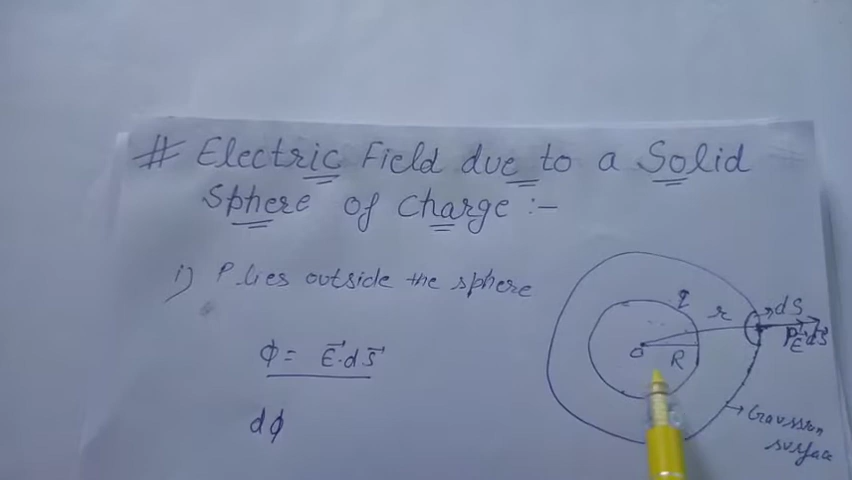 # Electric Field due to a Solid
Sphere of Charge :-
i) P lies outside the sphere
ϕ = E⃗·d S⃗
dϕ
q
r
dS
P
E⃗
dS⃗
O
R
Gaussian
surface